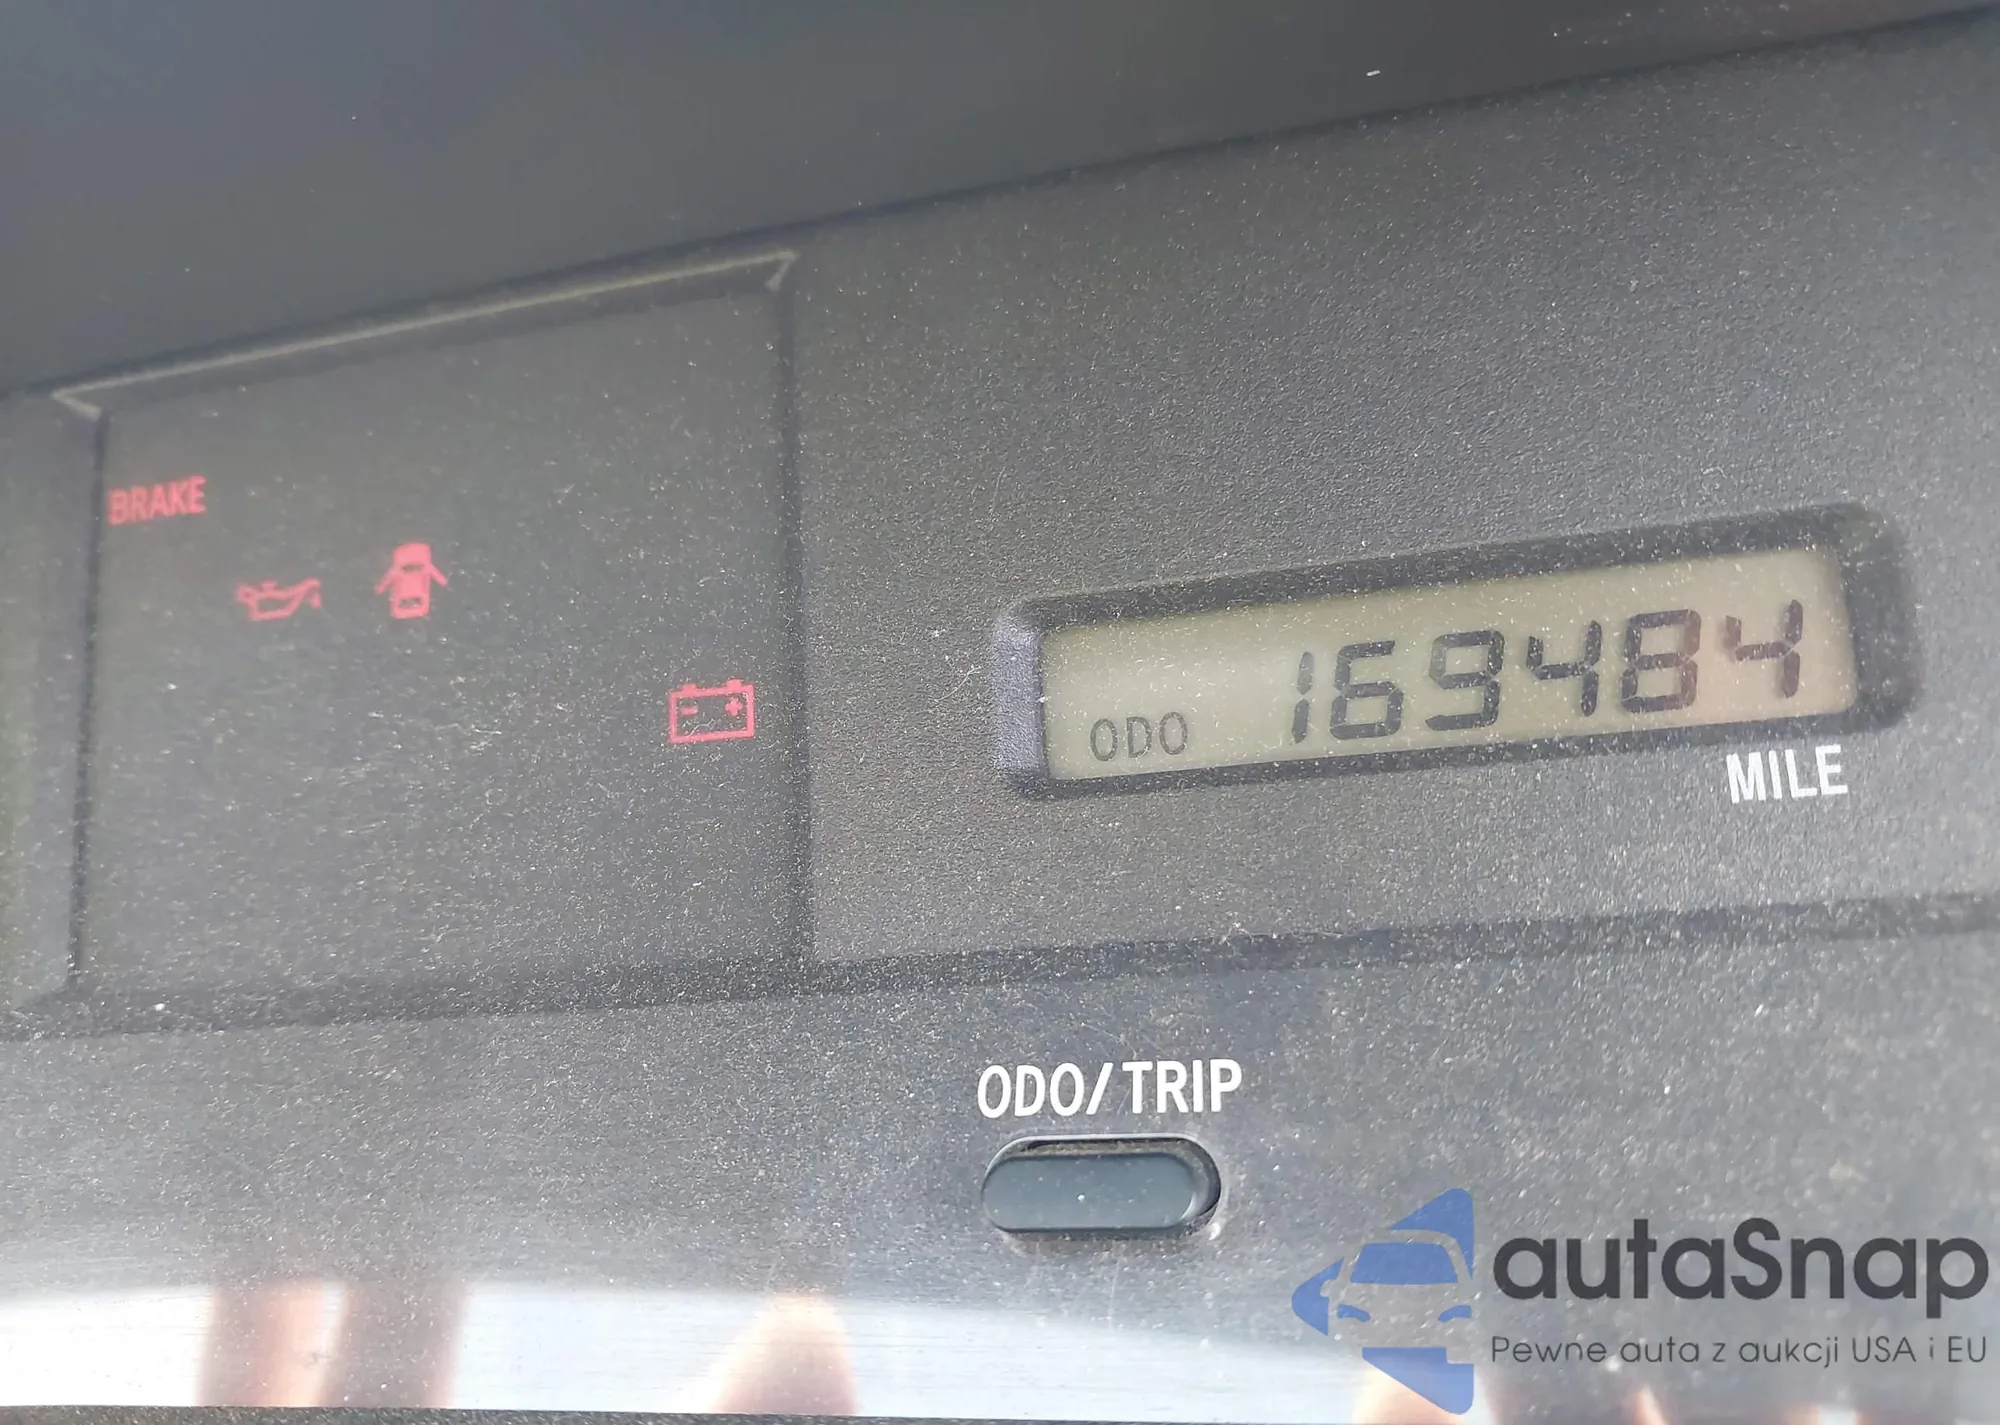 BRAKE
ODO 169484
MILE
ODO/TRIP
autaSnap
Pewne auta z aukcji USA i EU